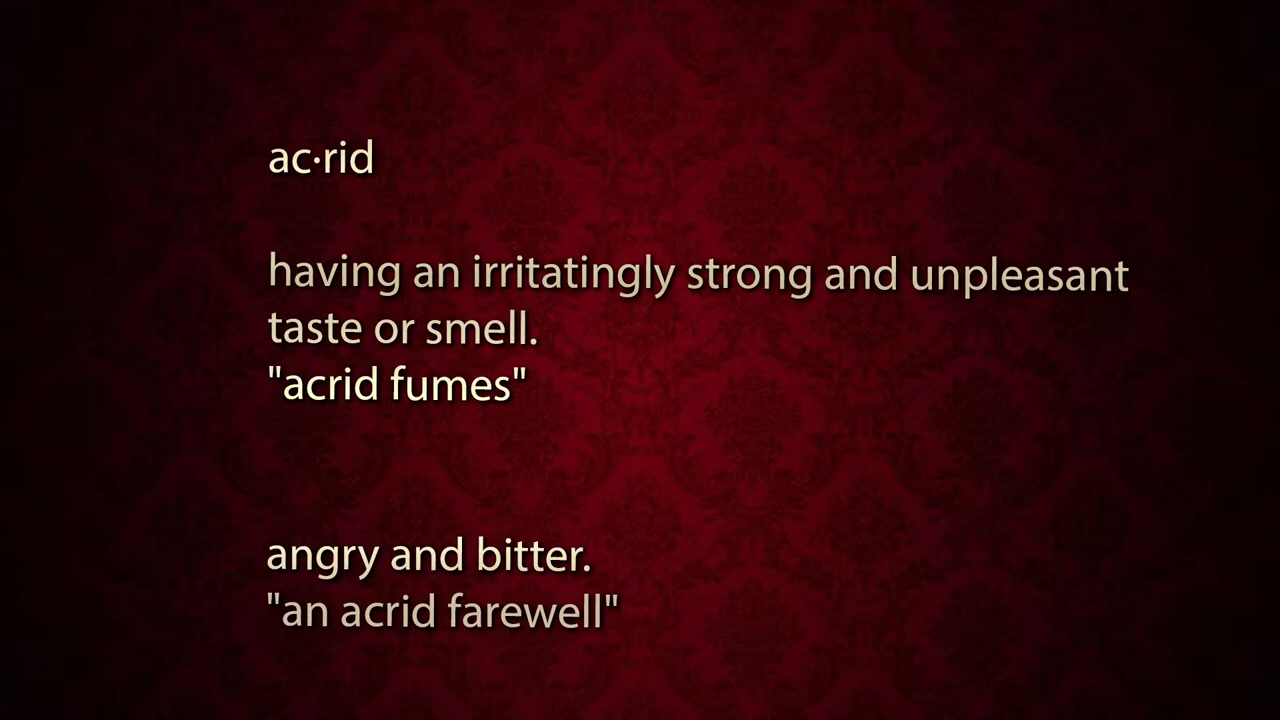 ac·rid
having an irritatingly strong and unpleasant
taste or smell.
"acrid fumes"
angry and bitter.
"an acrid farewell"